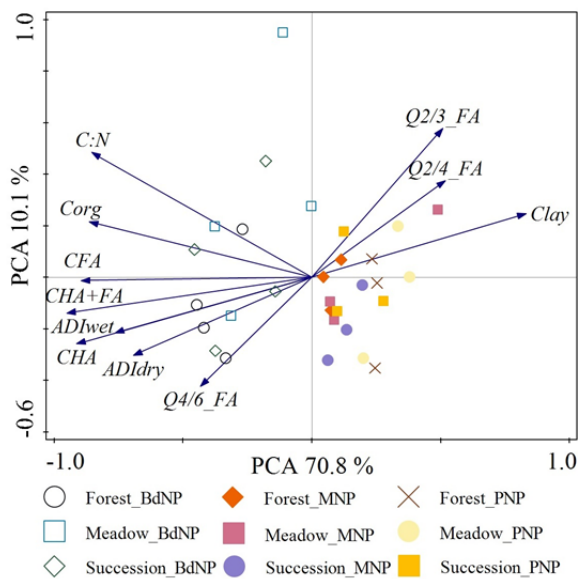 1.0
Q2/3_FA
C:N
Q2/4_FA
Corg
Clay
CFA
PCA 10.1 %
CHA+FA
ADIwet
CHA
ADIdry
Q4/6_FA
-0.6
-1.0
PCA 70.8 %
1.0
Forest_BdNP Forest_MNP Forest_PNP
Meadow_BdNP Meadow_MNP Meadow_PNP
Succession_BdNP Succession_MNP Succession_PNP